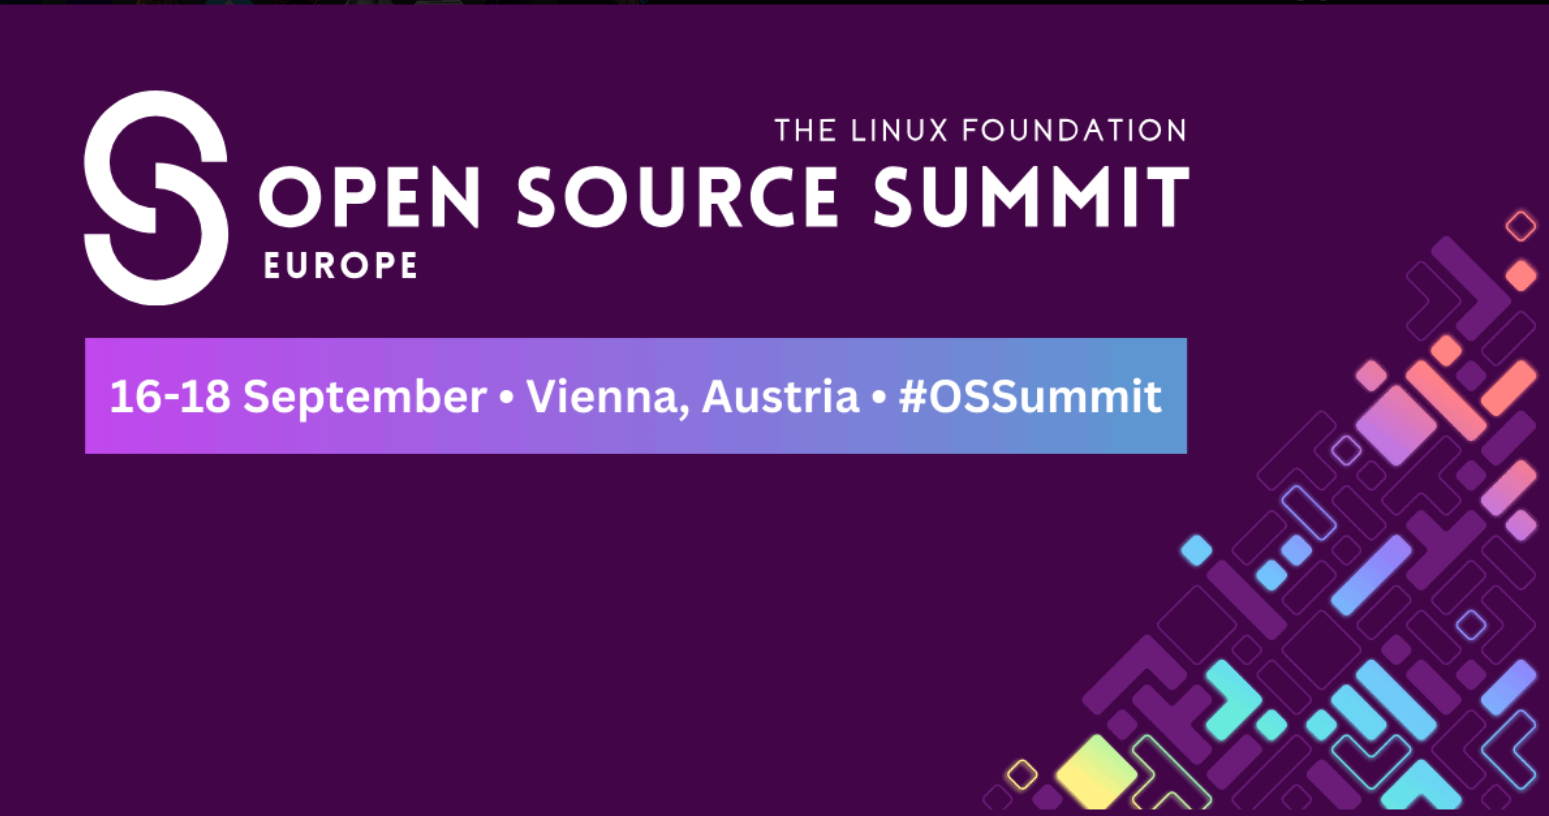 THE LINUX FOUNDATION
OPEN SOURCE SUMMIT
EUROPE
16-18 September • Vienna, Austria • #OSSummit